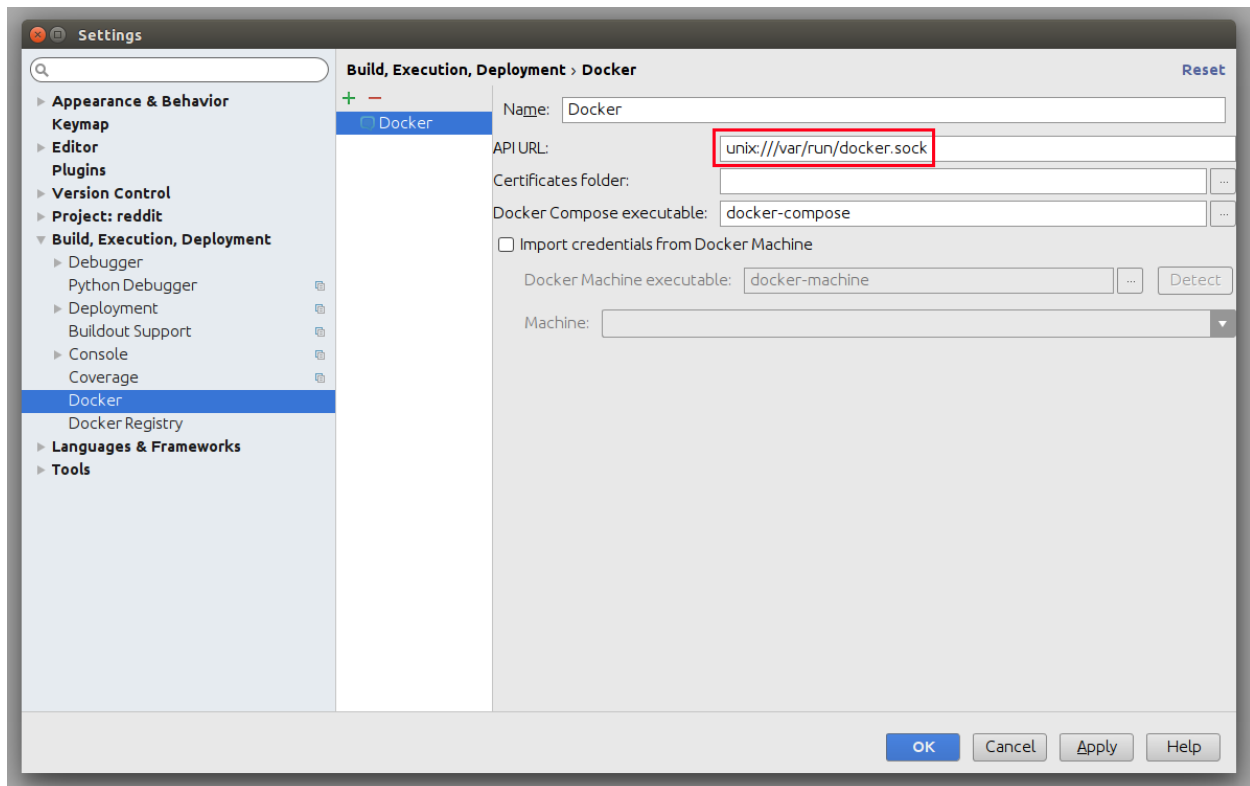 Settings
Build, Execution, Deployment › Docker
Reset
Appearance & Behavior
Keymap
Editor
Plugins
Version Control
Project: reddit
Build, Execution, Deployment
Debugger
Python Debugger
Deployment
Buildout Support
Console
Coverage
Docker
Docker Registry
Languages & Frameworks
Tools
Docker
Name: Docker
API URL: unix:///var/run/docker.sock
Certificates folder: ...
Docker Compose executable: docker-compose ...
Import credentials from Docker Machine
Docker Machine executable: docker-machine ... Detect
Machine:
OK Cancel Apply Help